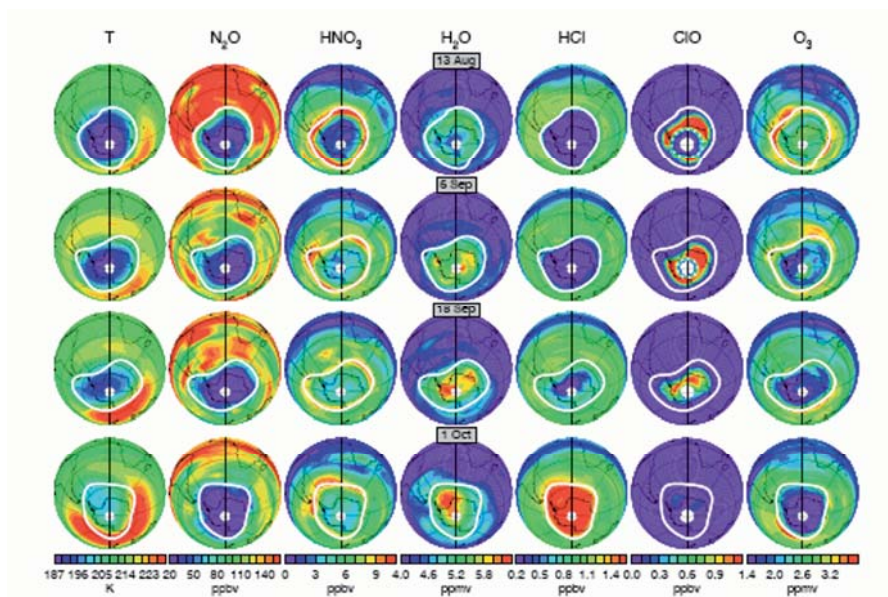 T N₂O HNO₃ H₂O HCl ClO O₃
13 Aug
5 Sep
18 Sep
1 Oct
187 196 205 214 223 20 50 80 110 140 0 3 6 9 4.0 4.6 5.2 5.8 0.2 0.5 0.8 1.1 1.4 0.0 0.3 0.6 0.9 1.4 2.0 2.6 3.2
K ppbv ppbv ppmv ppbv ppbv ppmv